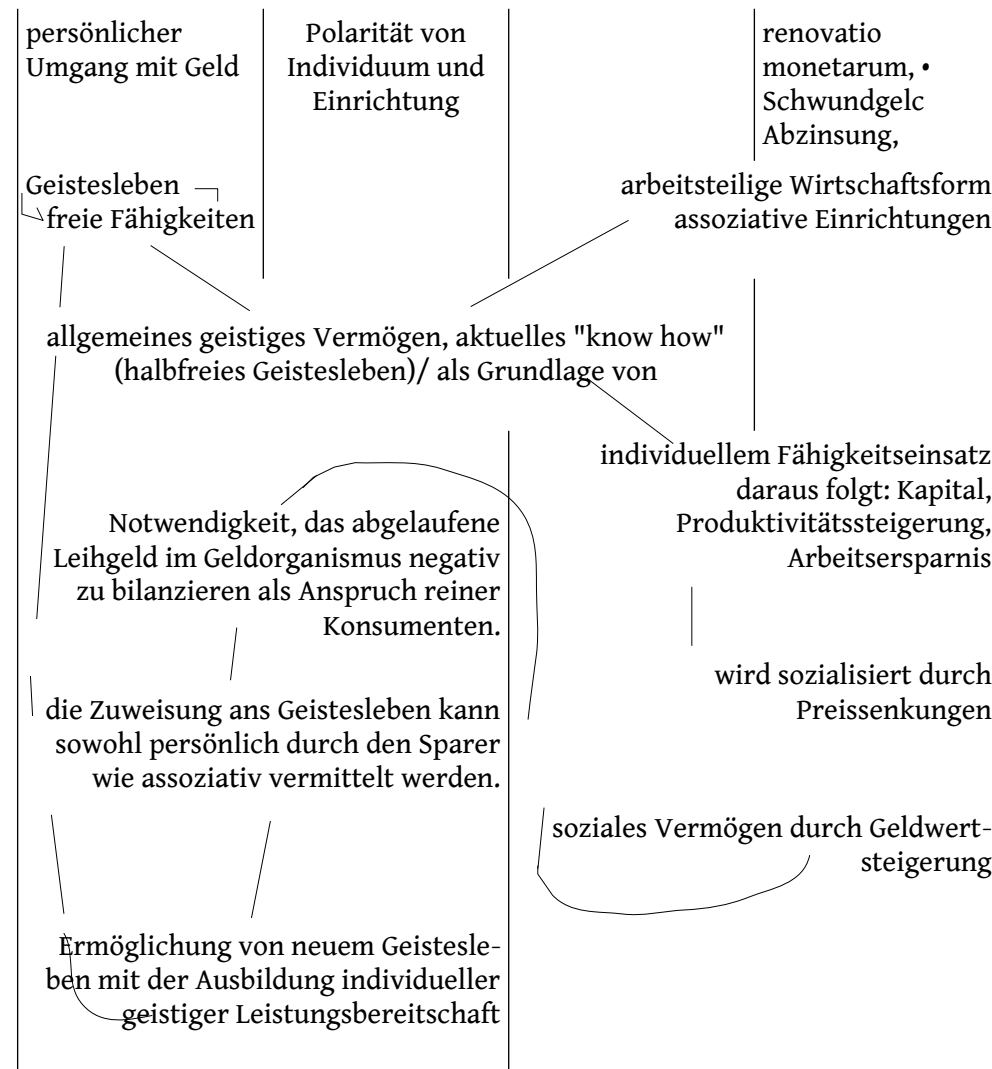 persönlicher
Umgang mit Geld
Polarität von
Individuum und
Einrichtung
renovatio
monetarum, •
Schwundgelc
Abzinsung,
Geistesleben
freie Fähigkeiten
arbeitsteilige Wirtschaftsform
assoziative Einrichtungen
allgemeines geistiges Vermögen, aktuelles "know how"
(halbfreies Geistesleben)/ als Grundlage von
individuellem Fähigkeitseinsatz
daraus folgt: Kapital,
Produktivitätssteigerung,
Arbeitsersparnis
Notwendigkeit, das abgelaufene
Leihgeld im Geldorganismus negativ
zu bilanzieren als Anspruch reiner
Konsumenten.
wird sozialisiert durch
Preissenkungen
die Zuweisung ans Geistesleben kann
sowohl persönlich durch den Sparer
wie assoziativ vermittelt werden.
soziales Vermögen durch Geldwert-
steigerung
Ermöglichung von neuem Geistesle-
ben mit der Ausbildung individueller
geistiger Leistungsbereitschaft